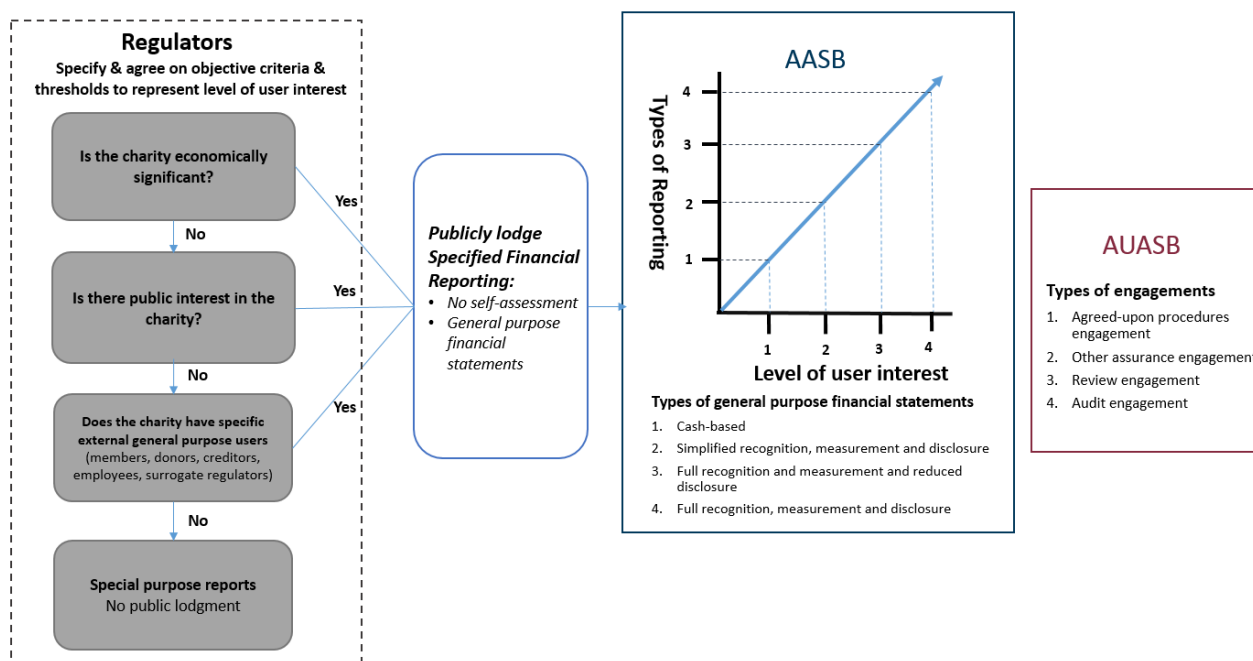 Regulators
Specify & agree on objective criteria &
thresholds to represent level of user interest
Is the charity economically
significant?
Yes
No
Is there public interest in the
charity?
Yes
No
Does the charity have specific
external general purpose users
(members, donors, creditors,
employees, surrogate regulators)
Yes
No
Special purpose reports
No public lodgment
Publicly lodge
Specified Financial
Reporting:
• No self-assessment
• General purpose
financial
statements
AASB
Types of Reporting
4
3
2
1
1
2
3
4
Level of user interest
Types of general purpose financial statements
1. Cash-based
2. Simplified recognition, measurement and disclosure
3. Full recognition and measurement and reduced
disclosure
4. Full recognition, measurement and disclosure
AUASB
Types of engagements
1. Agreed-upon procedures
engagement
2. Other assurance engagement
3. Review engagement
4. Audit engagement